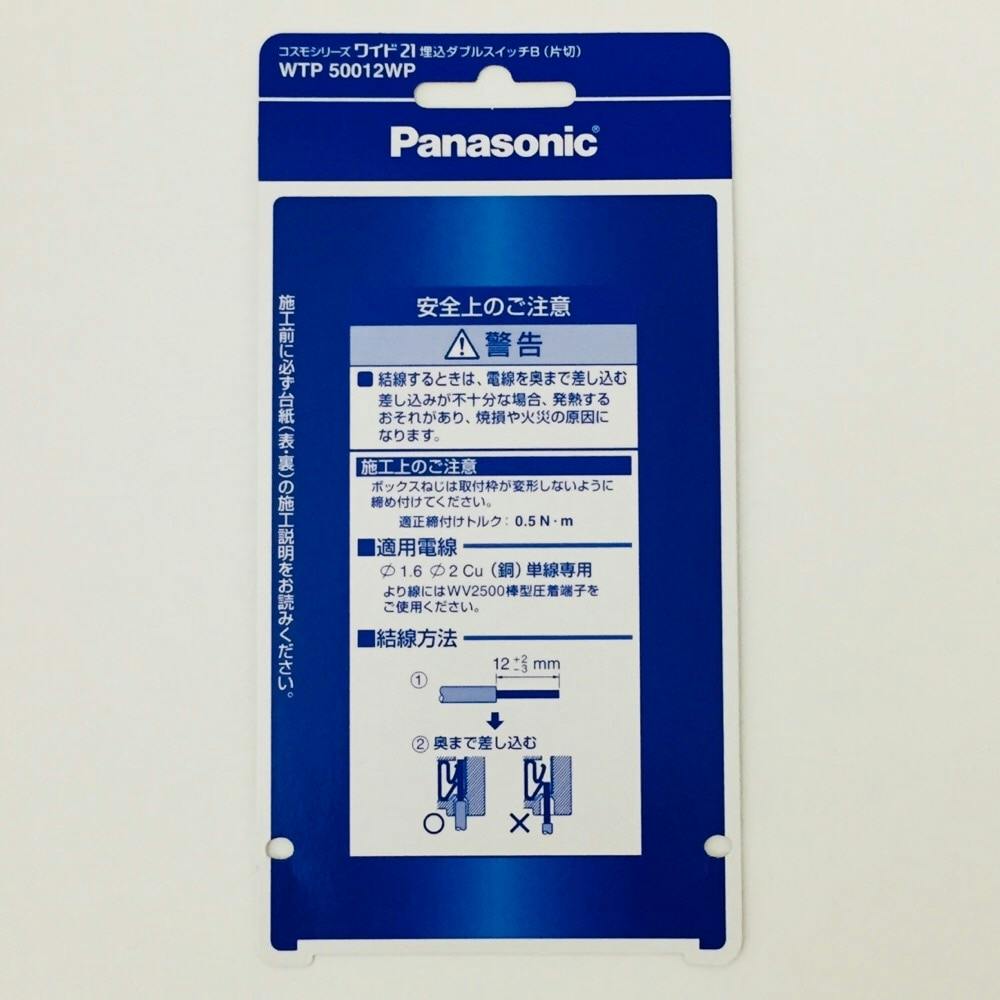 コスモシリーズ ワイド21 埋込ダブルスイッチB（片切）
WTP 50012WP
Panasonic®
施工前に必ず台紙（表・裏）の施工説明をお読みください。
安全上のご注意
警告
■ 結線するときは、電線を奥まで差し込む
差し込みが不十分な場合、発熱する
おそれがあり、焼損や火災の原因に
なります。
施工上のご注意
ボックスねじは取付枠が変形しないように
締め付けてください。
適正締付けトルク：0.5 N・m
■適用電線
∅1.6 ∅2 Cu（銅）単線専用
より線にはWV2500棒型圧着端子を
ご使用ください。
■結線方法
12 +2 -3 mm
①
② 奥まで差し込む
○ ×